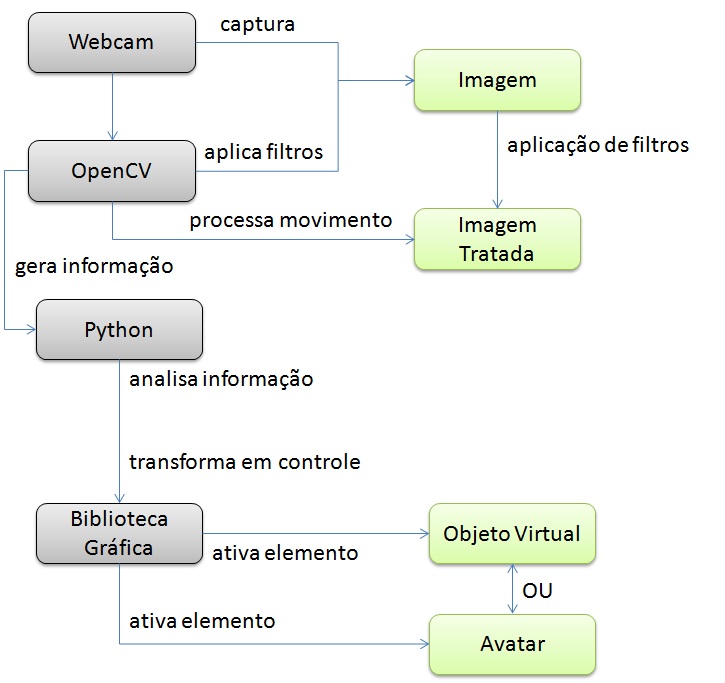 Webcam
captura
Imagem
OpenCV
aplica filtros
aplicação de filtros
processa movimento
Imagem
Tratada
gera informação
Python
analisa informação
transforma em controle
Biblioteca
Gráfica
ativa elemento
Objeto Virtual
OU
ativa elemento
Avatar